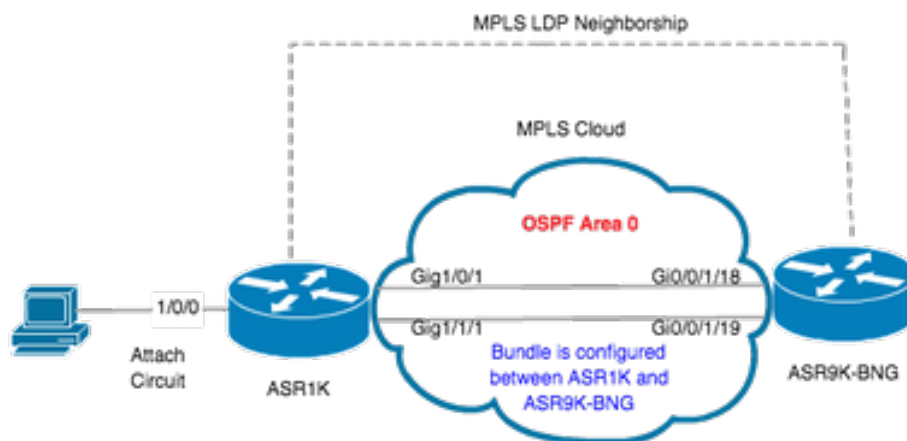 MPLS LDP Neighborship
MPLS Cloud
OSPF Area 0
Gig1/0/1
Gi0/0/1/18
1/0/0
Gig1/1/1
Gi0/0/1/19
Attach
Circuit
ASR1K
Bundle is configured
between ASR1K and
ASR9K-BNG
ASR9K-BNG